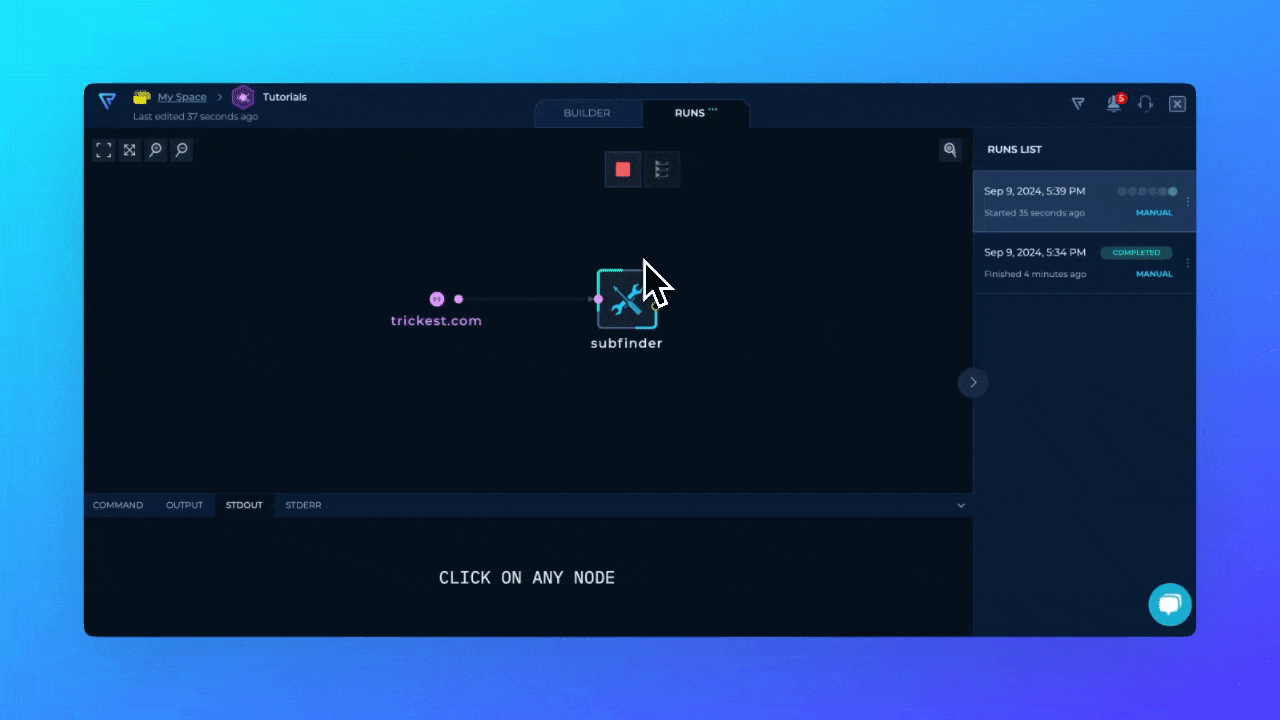 My Space > Tutorials
Last edited 37 seconds ago
BUILDER
RUNS
5
RUNS LIST
Sep 9, 2024, 5:39 PM
Started 35 seconds ago
MANUAL
Sep 9, 2024, 5:34 PM
COMPLETED
Finished 4 minutes ago
MANUAL
trickest.com
subfinder
COMMAND
OUTPUT
STDOUT
STDERR
CLICK ON ANY NODE